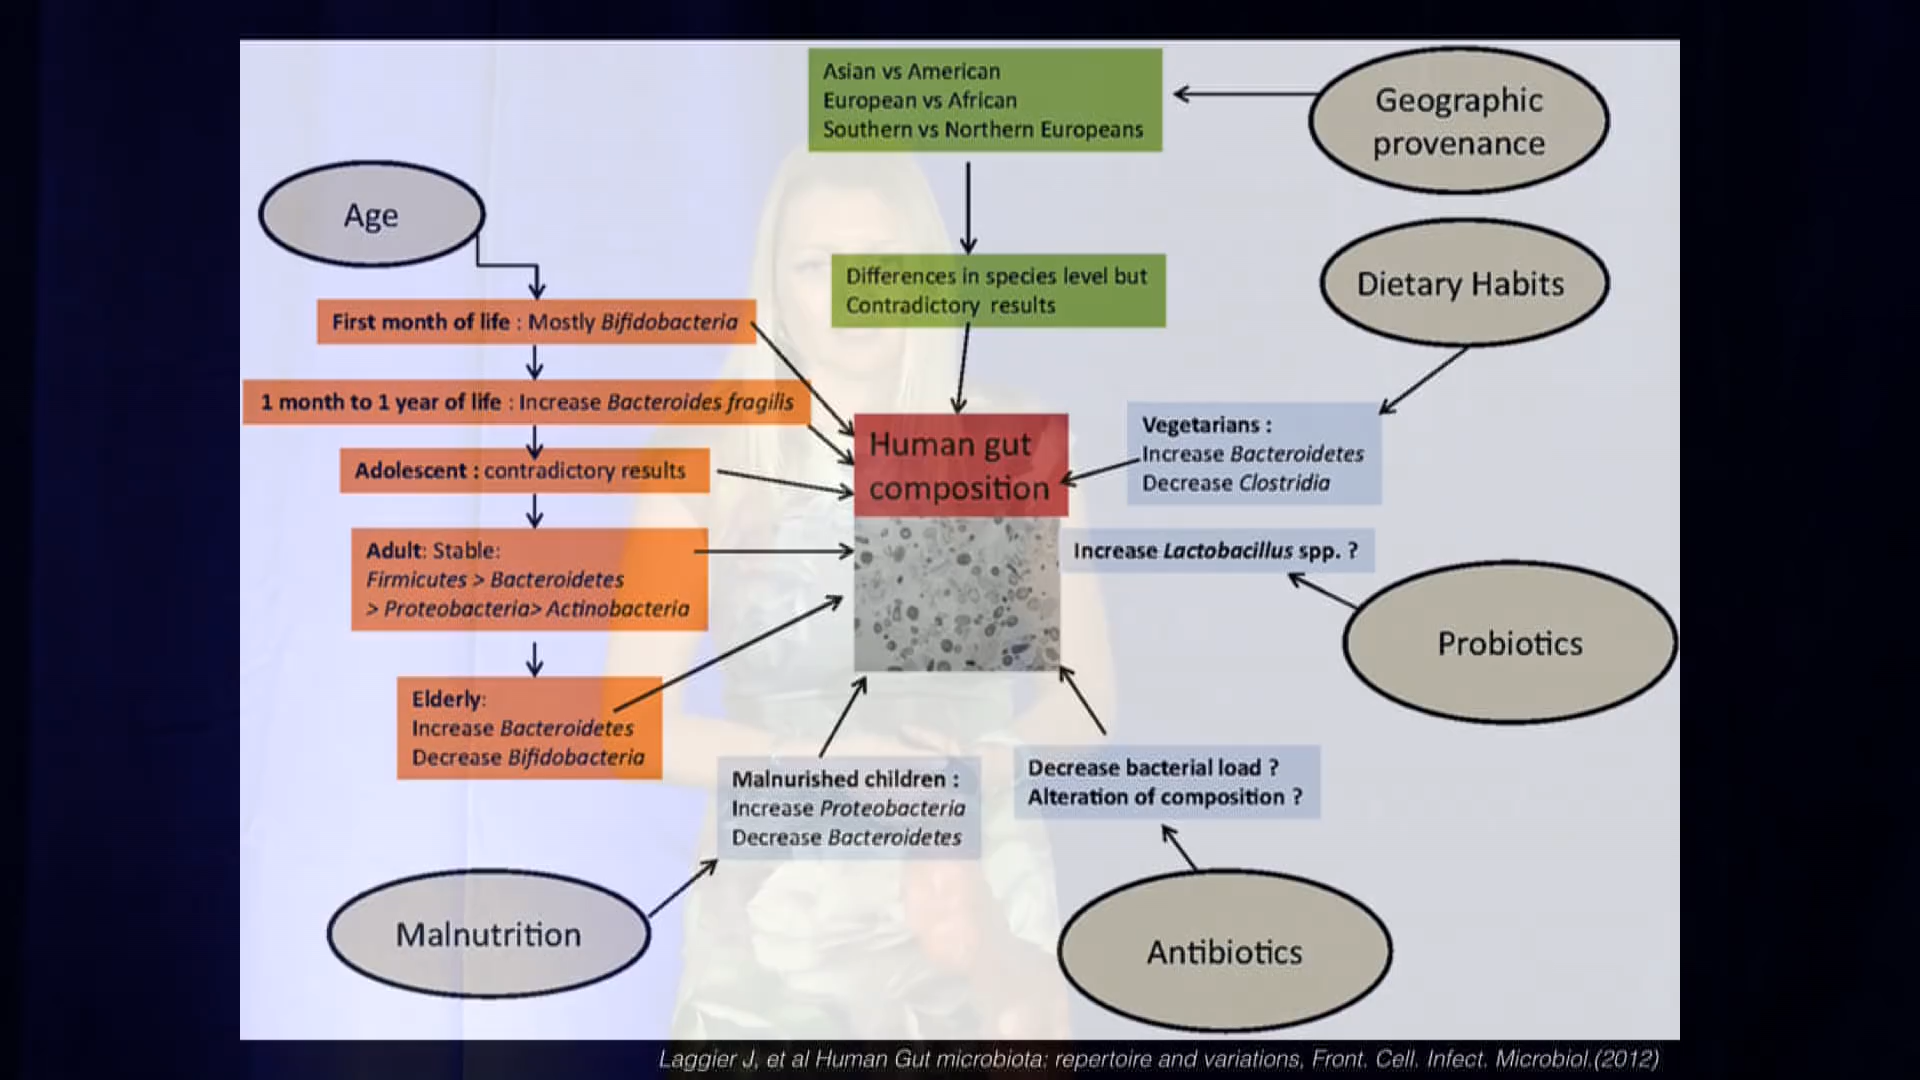 Asian vs American
European vs African
Southern vs Northern Europeans
Geographic
provenance
Age
Differences in species level but
Contradictory results
Dietary Habits
First month of life : Mostly Bifidobacteria
1 month to 1 year of life : Increase Bacteroides fragilis
Adolescent : contradictory results
Adult: Stable:
Firmicutes > Bacteroidetes
> Proteobacteria> Actinobacteria
Elderly:
Increase Bacteroidetes
Decrease Bifidobacteria
Human gut
composition
Vegetarians :
Increase Bacteroidetes
Decrease Clostridia
Increase Lactobacillus spp. ?
Probiotics
Malnurished children :
Increase Proteobacteria
Decrease Bacteroidetes
Decrease bacterial load ?
Alteration of composition ?
Malnutrition
Antibiotics
Laggier J, et al Human Gut microbiota: repertoire and variations, Front. Cell. Infect. Microbiol.(2012)